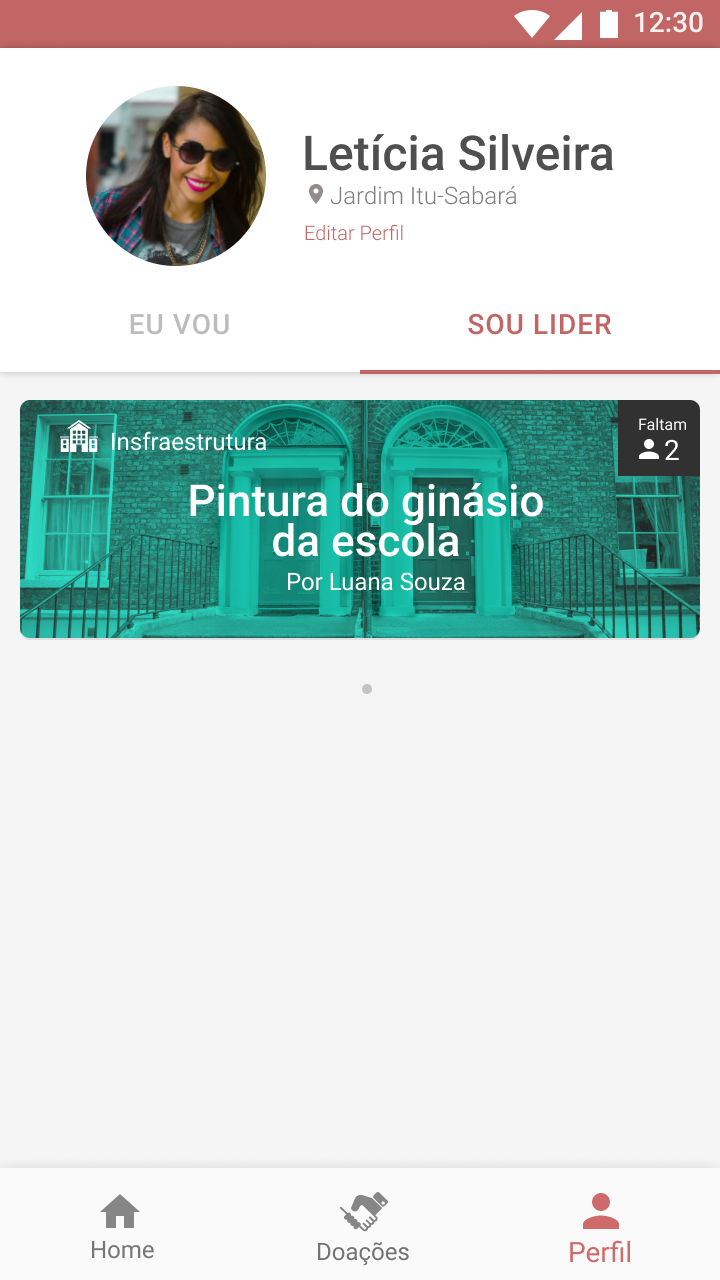 12:30
Letícia Silveira
Jardim Itu-Sabará
Editar Perfil
EU VOU
SOU LIDER
Insfraestrutura
Faltam
2
Pintura do ginásio
da escola
Por Luana Souza
Home
Doações
Perfil